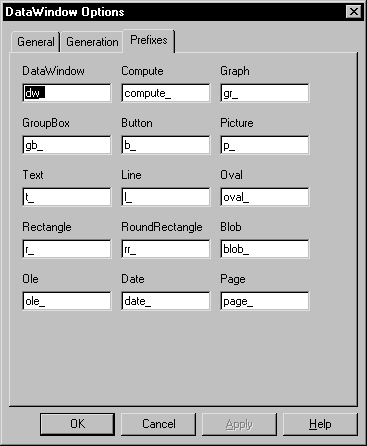 DataWindow Options
General Generation Prefixes
DataWindow Compute Graph
dw_ compute_ gr_
GroupBox Button Picture
gb_ b_ p_
Text Line Oval
t_ l_ oval_
Rectangle RoundRectangle Blob
r_ rr_ blob_
Ole Date Page
ole_ date_ page_
OK Cancel Apply Help